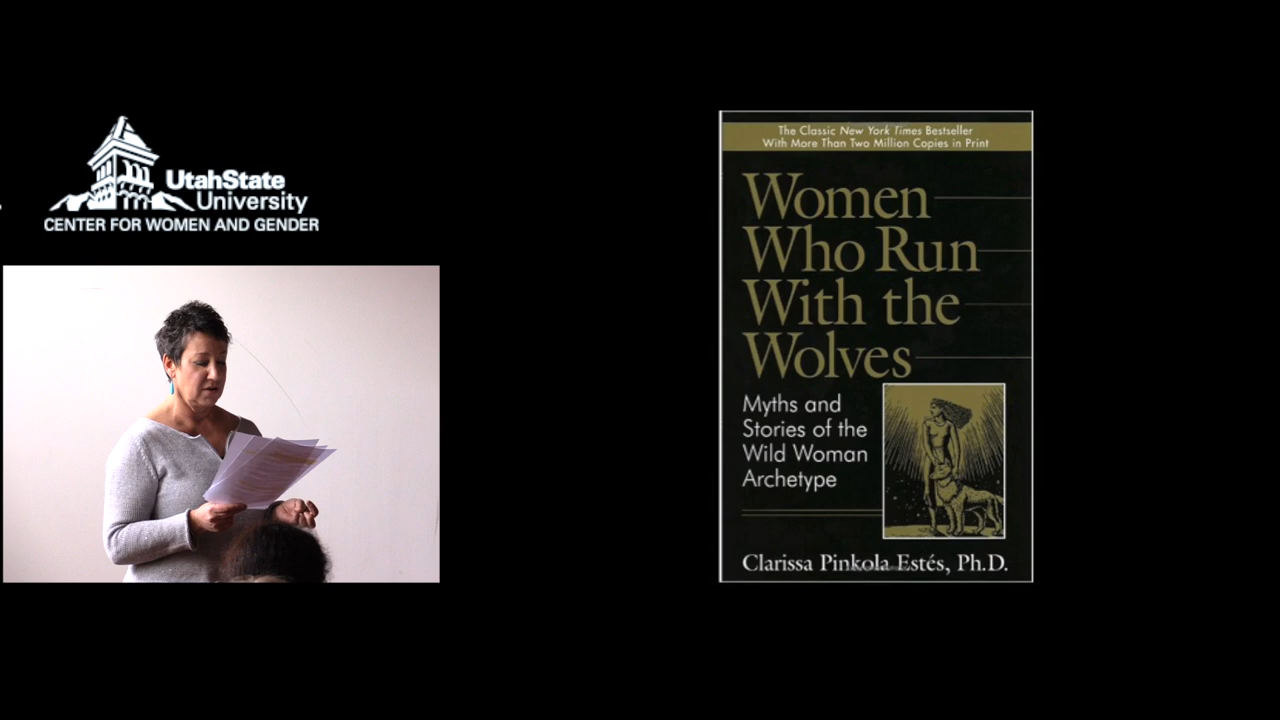 UtahState
University
CENTER FOR WOMEN AND GENDER
The Classic New York Times Bestseller
With More Than Two Million Copies in Print
Women
Who Run
With the
Wolves
Myths and
Stories of the
Wild Woman
Archetype
Clarissa Pinkola Estés, Ph.D.